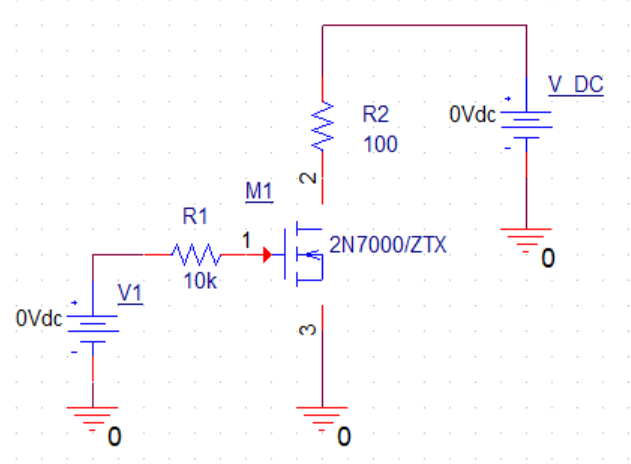 V_DC
0Vdc
+
-
R2
100
2
M1
R1
1
2N7000/ZTX
10k
V1
0Vdc
+
-
3
0
0
0